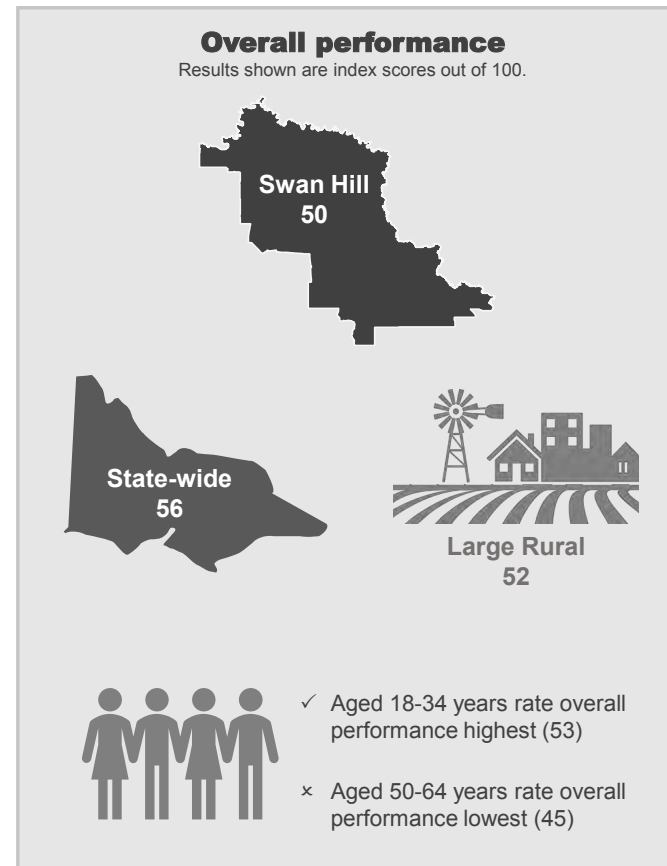 Overall performance
Results shown are index scores out of 100.
Swan Hill
50
State-wide
56
Large Rural
52
✓ Aged 18-34 years rate overall
performance highest (53)
× Aged 50-64 years rate overall
performance lowest (45)